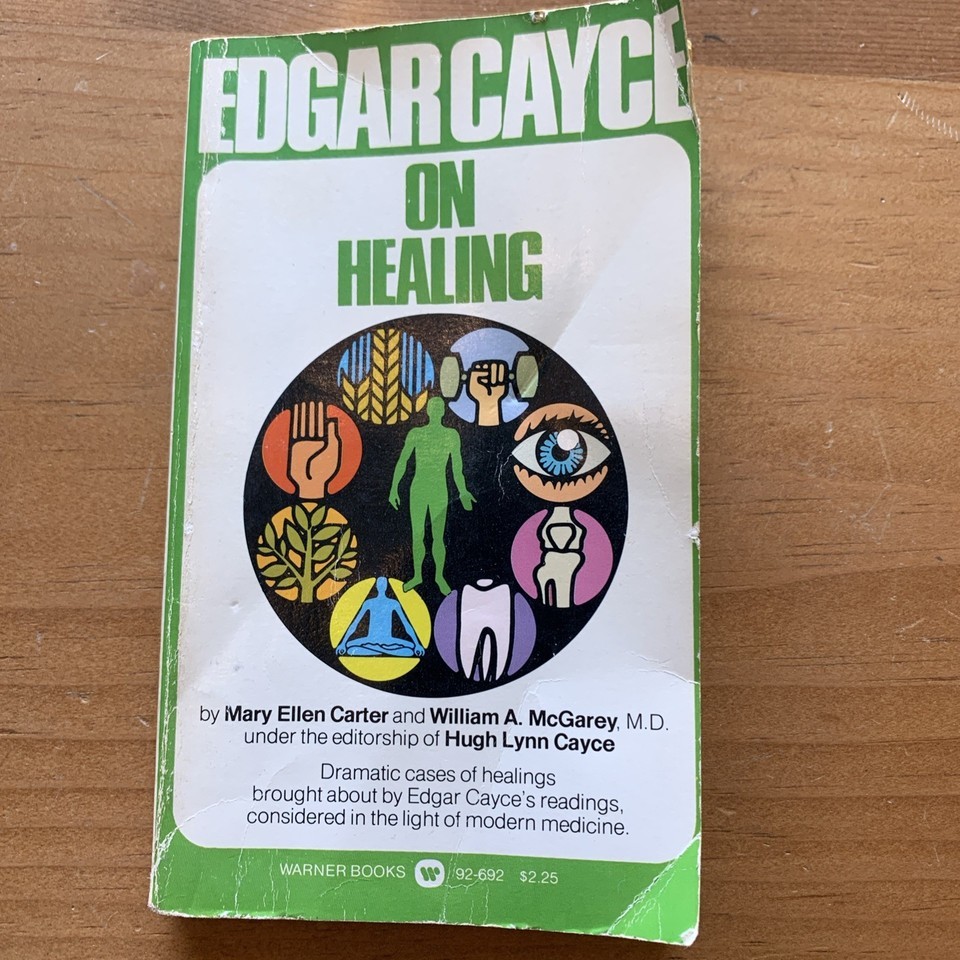 EDGAR CAYCE
ON
HEALING
by Mary Ellen Carter and William A. McGarey, M.D.
under the editorship of Hugh Lynn Cayce
Dramatic cases of healings
brought about by Edgar Cayce's readings,
considered in the light of modern medicine.
WARNER BOOKS W 92-692 $2.25